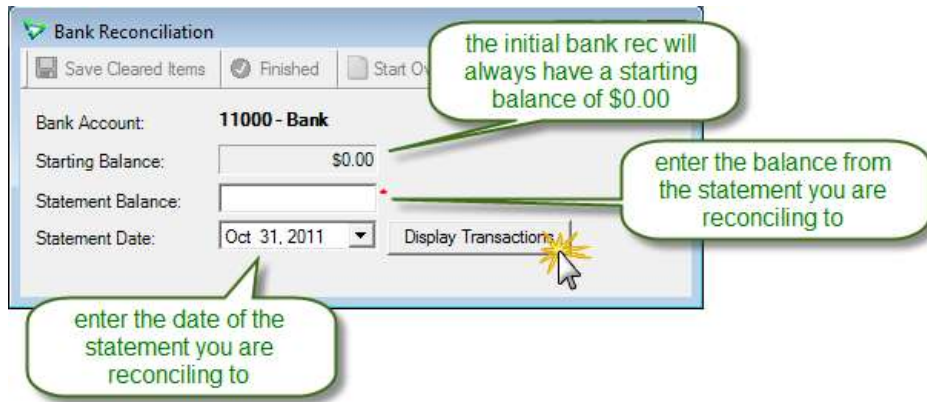 Bank Reconciliation
Save Cleared Items
Finished
Start Ov
the initial bank rec will
always have a starting
balance of $0.00
Bank Account:
11000 - Bank
Starting Balance:
$0.00
enter the balance from
the statement you are
reconciling to
Statement Balance:
*
Statement Date:
Oct 31, 2011
Display Transactions
enter the date of the
statement you are
reconciling to